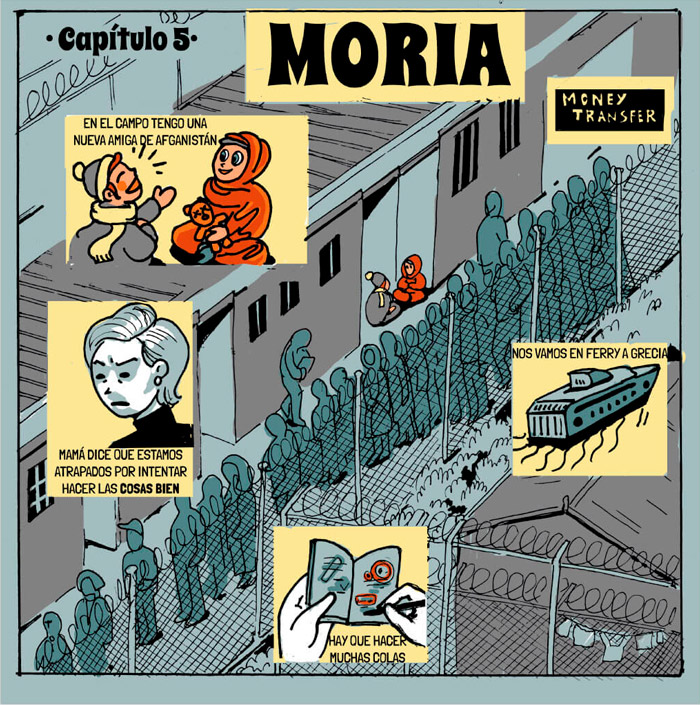 • Capítulo 5 •
MORIA
MONEY
TRANSFER
EN EL CAMPO TENGO UNA
NUEVA AMIGA DE AFGANISTÁN
NOS VAMOS EN FERRY A GRECIA
MAMÁ DICE QUE ESTAMOS
ATRAPADOS POR INTENTAR
HACER LAS COSAS BIEN
HAY QUE HACER
MUCHAS COLAS